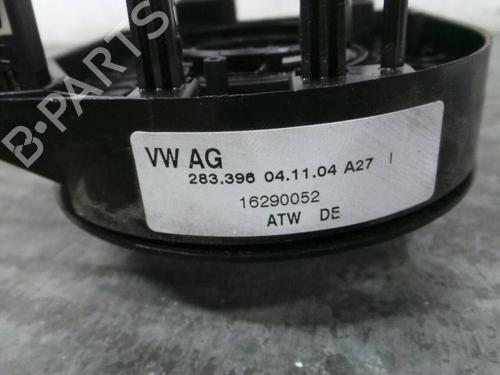 B-PARTS
VW AG
283.396 04.11.04 A27 I
16290052
ATW DE